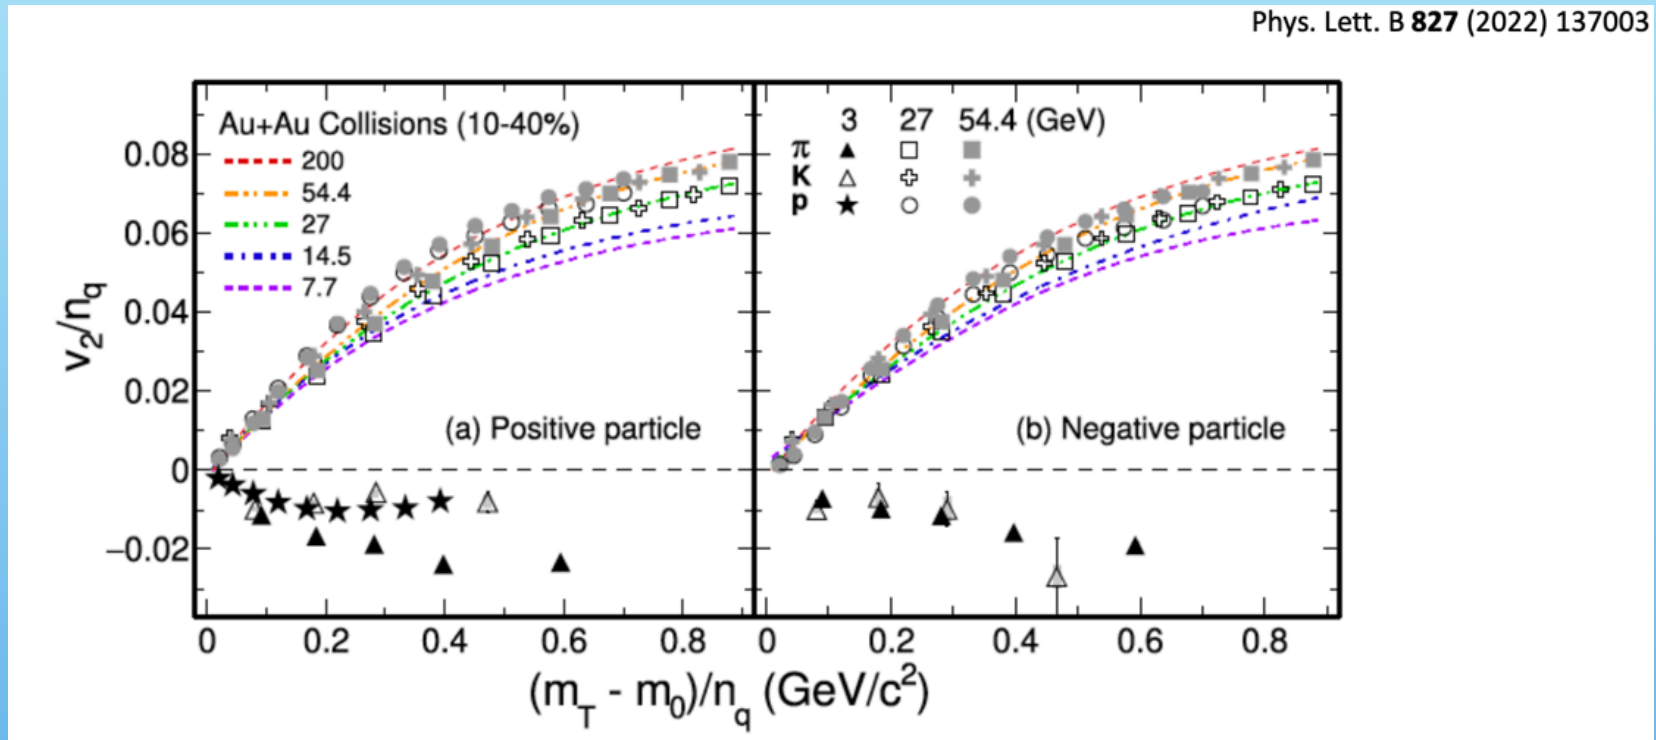 Phys. Lett. B 827 (2022) 137003
Au+Au Collisions (10-40%)
200
54.4
27
14.5
7.7
(a) Positive particle
3 27 54.4 (GeV)
π
K
p
(b) Negative particle
v2/nq
0.08
0.06
0.04
0.02
0
−0.02
0 0.2 0.4 0.6 0.8
0 0.2 0.4 0.6 0.8
(mT - m0)/nq (GeV/c²)